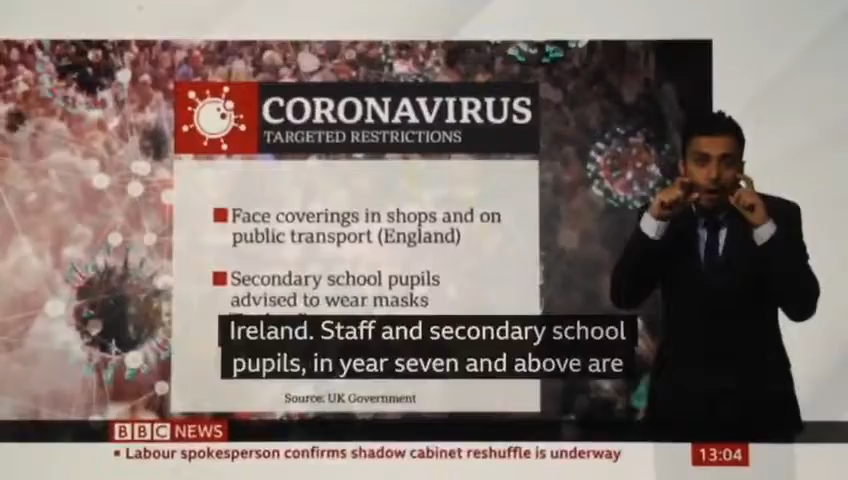 CORONAVIRUS
TARGETED RESTRICTIONS
Face coverings in shops and on
public transport (England)
Secondary school pupils
advised to wear masks
Ireland. Staff and secondary school
pupils, in year seven and above are
Source: UK Government
BBC NEWS
Labour spokesperson confirms shadow cabinet reshuffle is underway
13:04